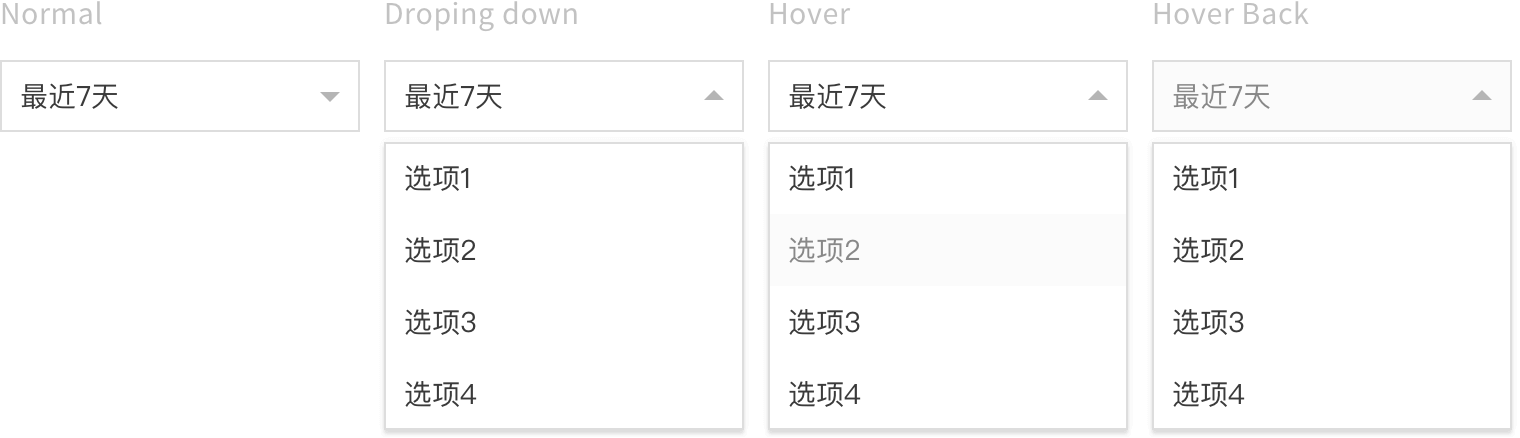 Normal
Droping down
Hover
Hover Back
最近7天
最近7天
最近7天
最近7天
选项1
选项1
选项1
选项2
选项2
选项2
选项3
选项3
选项3
选项4
选项4
选项4